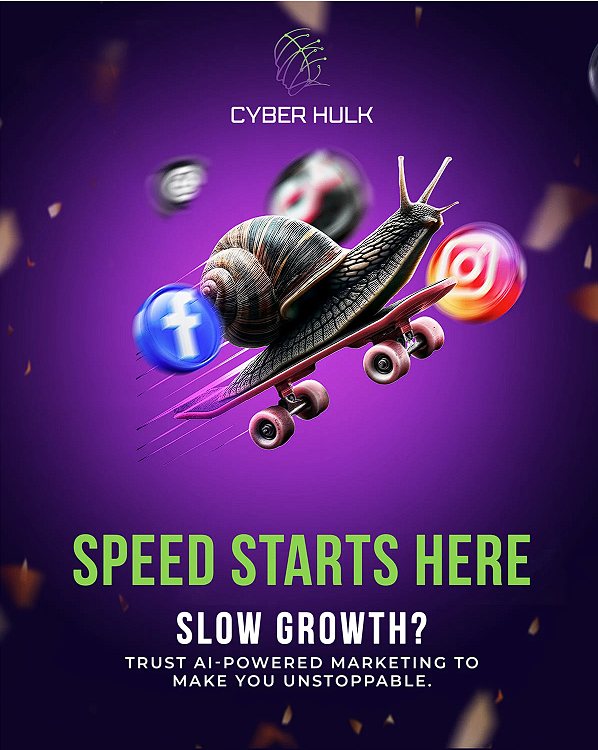 CYBER HULK
SPEED STARTS HERE
SLOW GROWTH?
TRUST AI-POWERED MARKETING TO
MAKE YOU UNSTOPPABLE.